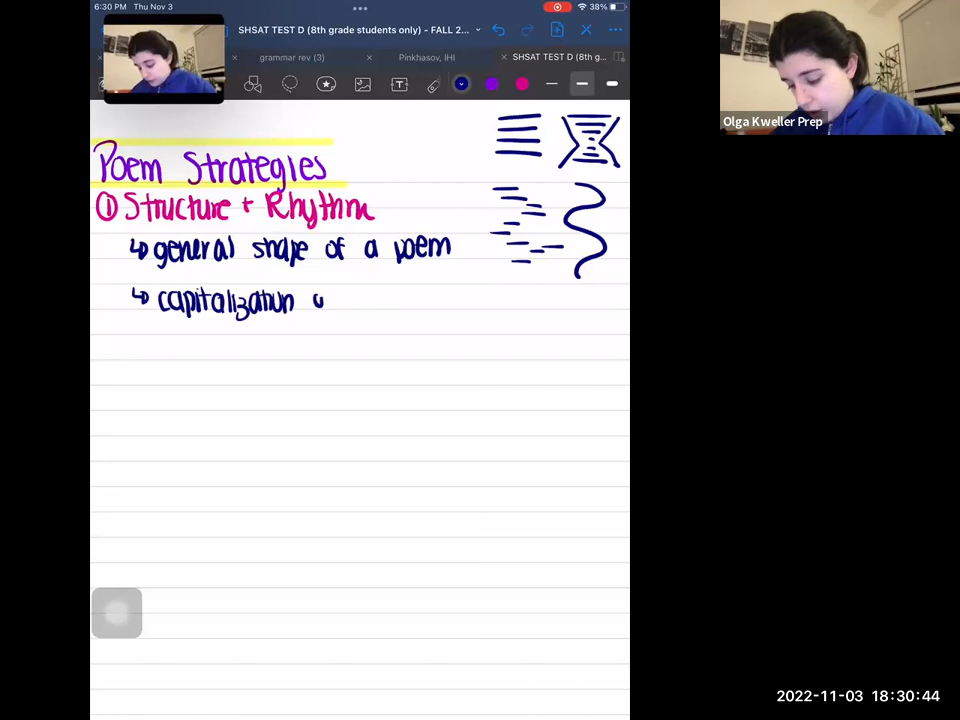 6:30 PM Thu Nov 3
38%
SHSAT TEST D (8th grade students only) - FALL 2...
grammar rev (3)
Pinkhasov, IHI
SHSAT TEST D (8th g...
Olga Kweller Prep
Poem Strategies
① Structure + Rhythm
↳ general shape of a poem
↳ capitalization
2022-11-03 18:30:44